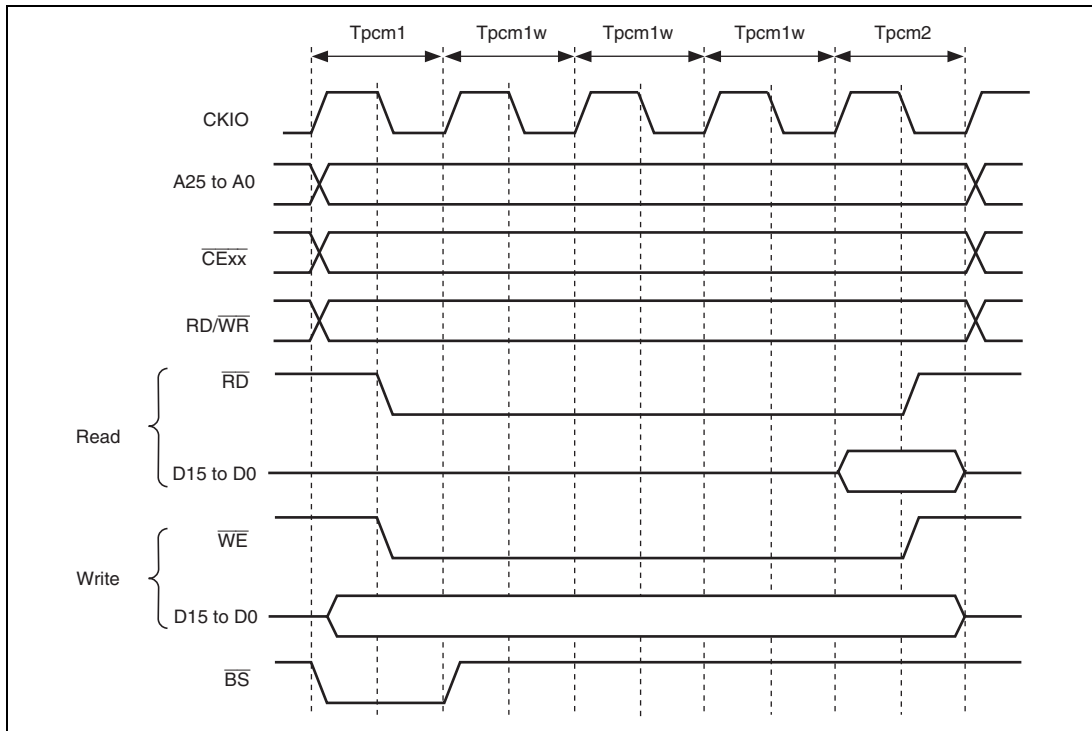 Tpcm1 Tpcm1w Tpcm1w Tpcm1w Tpcm2
CKIO
A25 to A0
CExx
RD/WR
RD
Read
D15 to D0
WE
Write
D15 to D0
BS